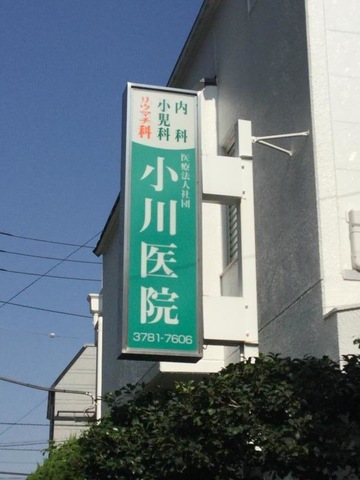 内科
小児科
リウマチ科
医療法人社団
小川医院
3781-7606